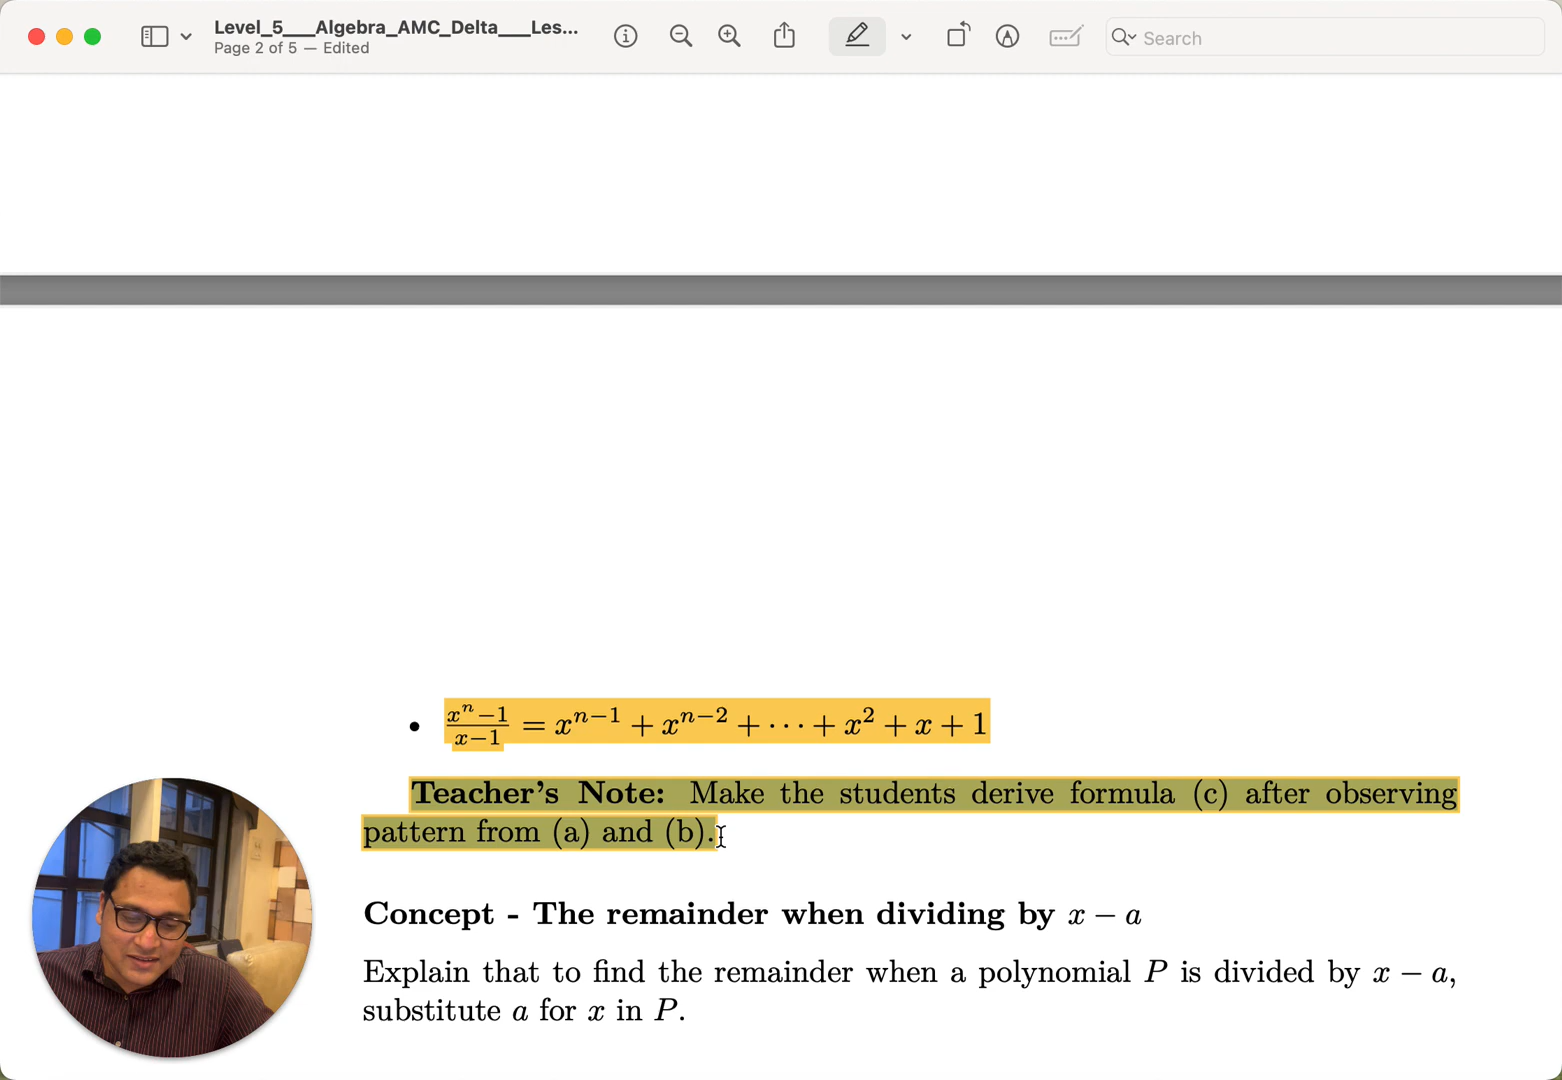 Level_5___Algebra_AMC_Delta___Les...
Page 2 of 5 — Edited
Search
• \frac{x^n-1}{x-1} = x^{n-1} + x^{n-2} + ··· + x^2 + x + 1
Teacher's Note: Make the students derive formula (c) after observing
pattern from (a) and (b).
Concept - The remainder when dividing by x − a
Explain that to find the remainder when a polynomial P is divided by x − a,
substitute a for x in P.